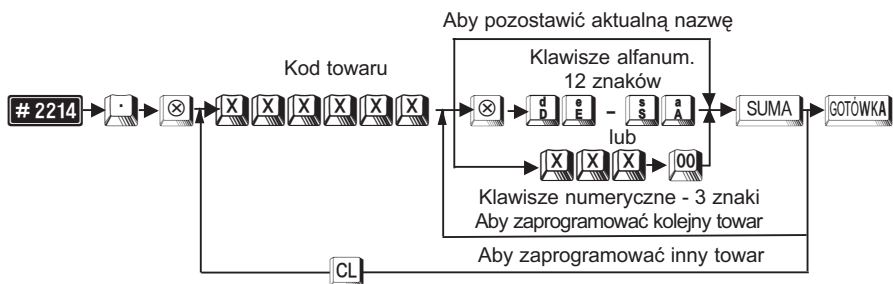 Aby pozostawić aktualną nazwę
Klawisze alfanum.
12 znaków
Kod towaru
# 2214 · ⊗ X X X X X X ⊗ d D e E – s S a A SUMA GOTÓWKA
lub
X X X 00
Klawisze numeryczne - 3 znaki
Aby zaprogramować kolejny towar
Aby zaprogramować inny towar
CL